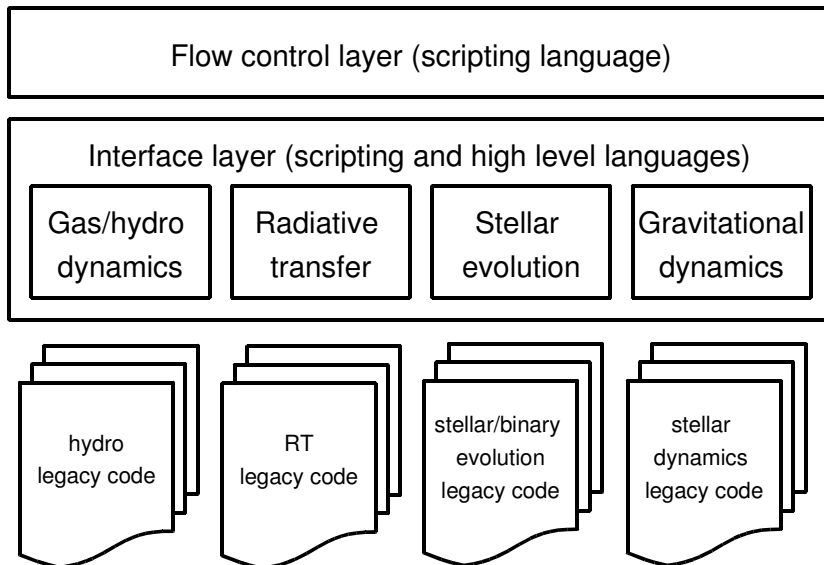 Flow control layer (scripting language)
Interface layer (scripting and high level languages)
Gas/hydro
dynamics
Radiative
transfer
Stellar
evolution
Gravitational
dynamics
hydro
legacy code
RT
legacy code
stellar/binary
evolution
legacy code
stellar
dynamics
legacy code